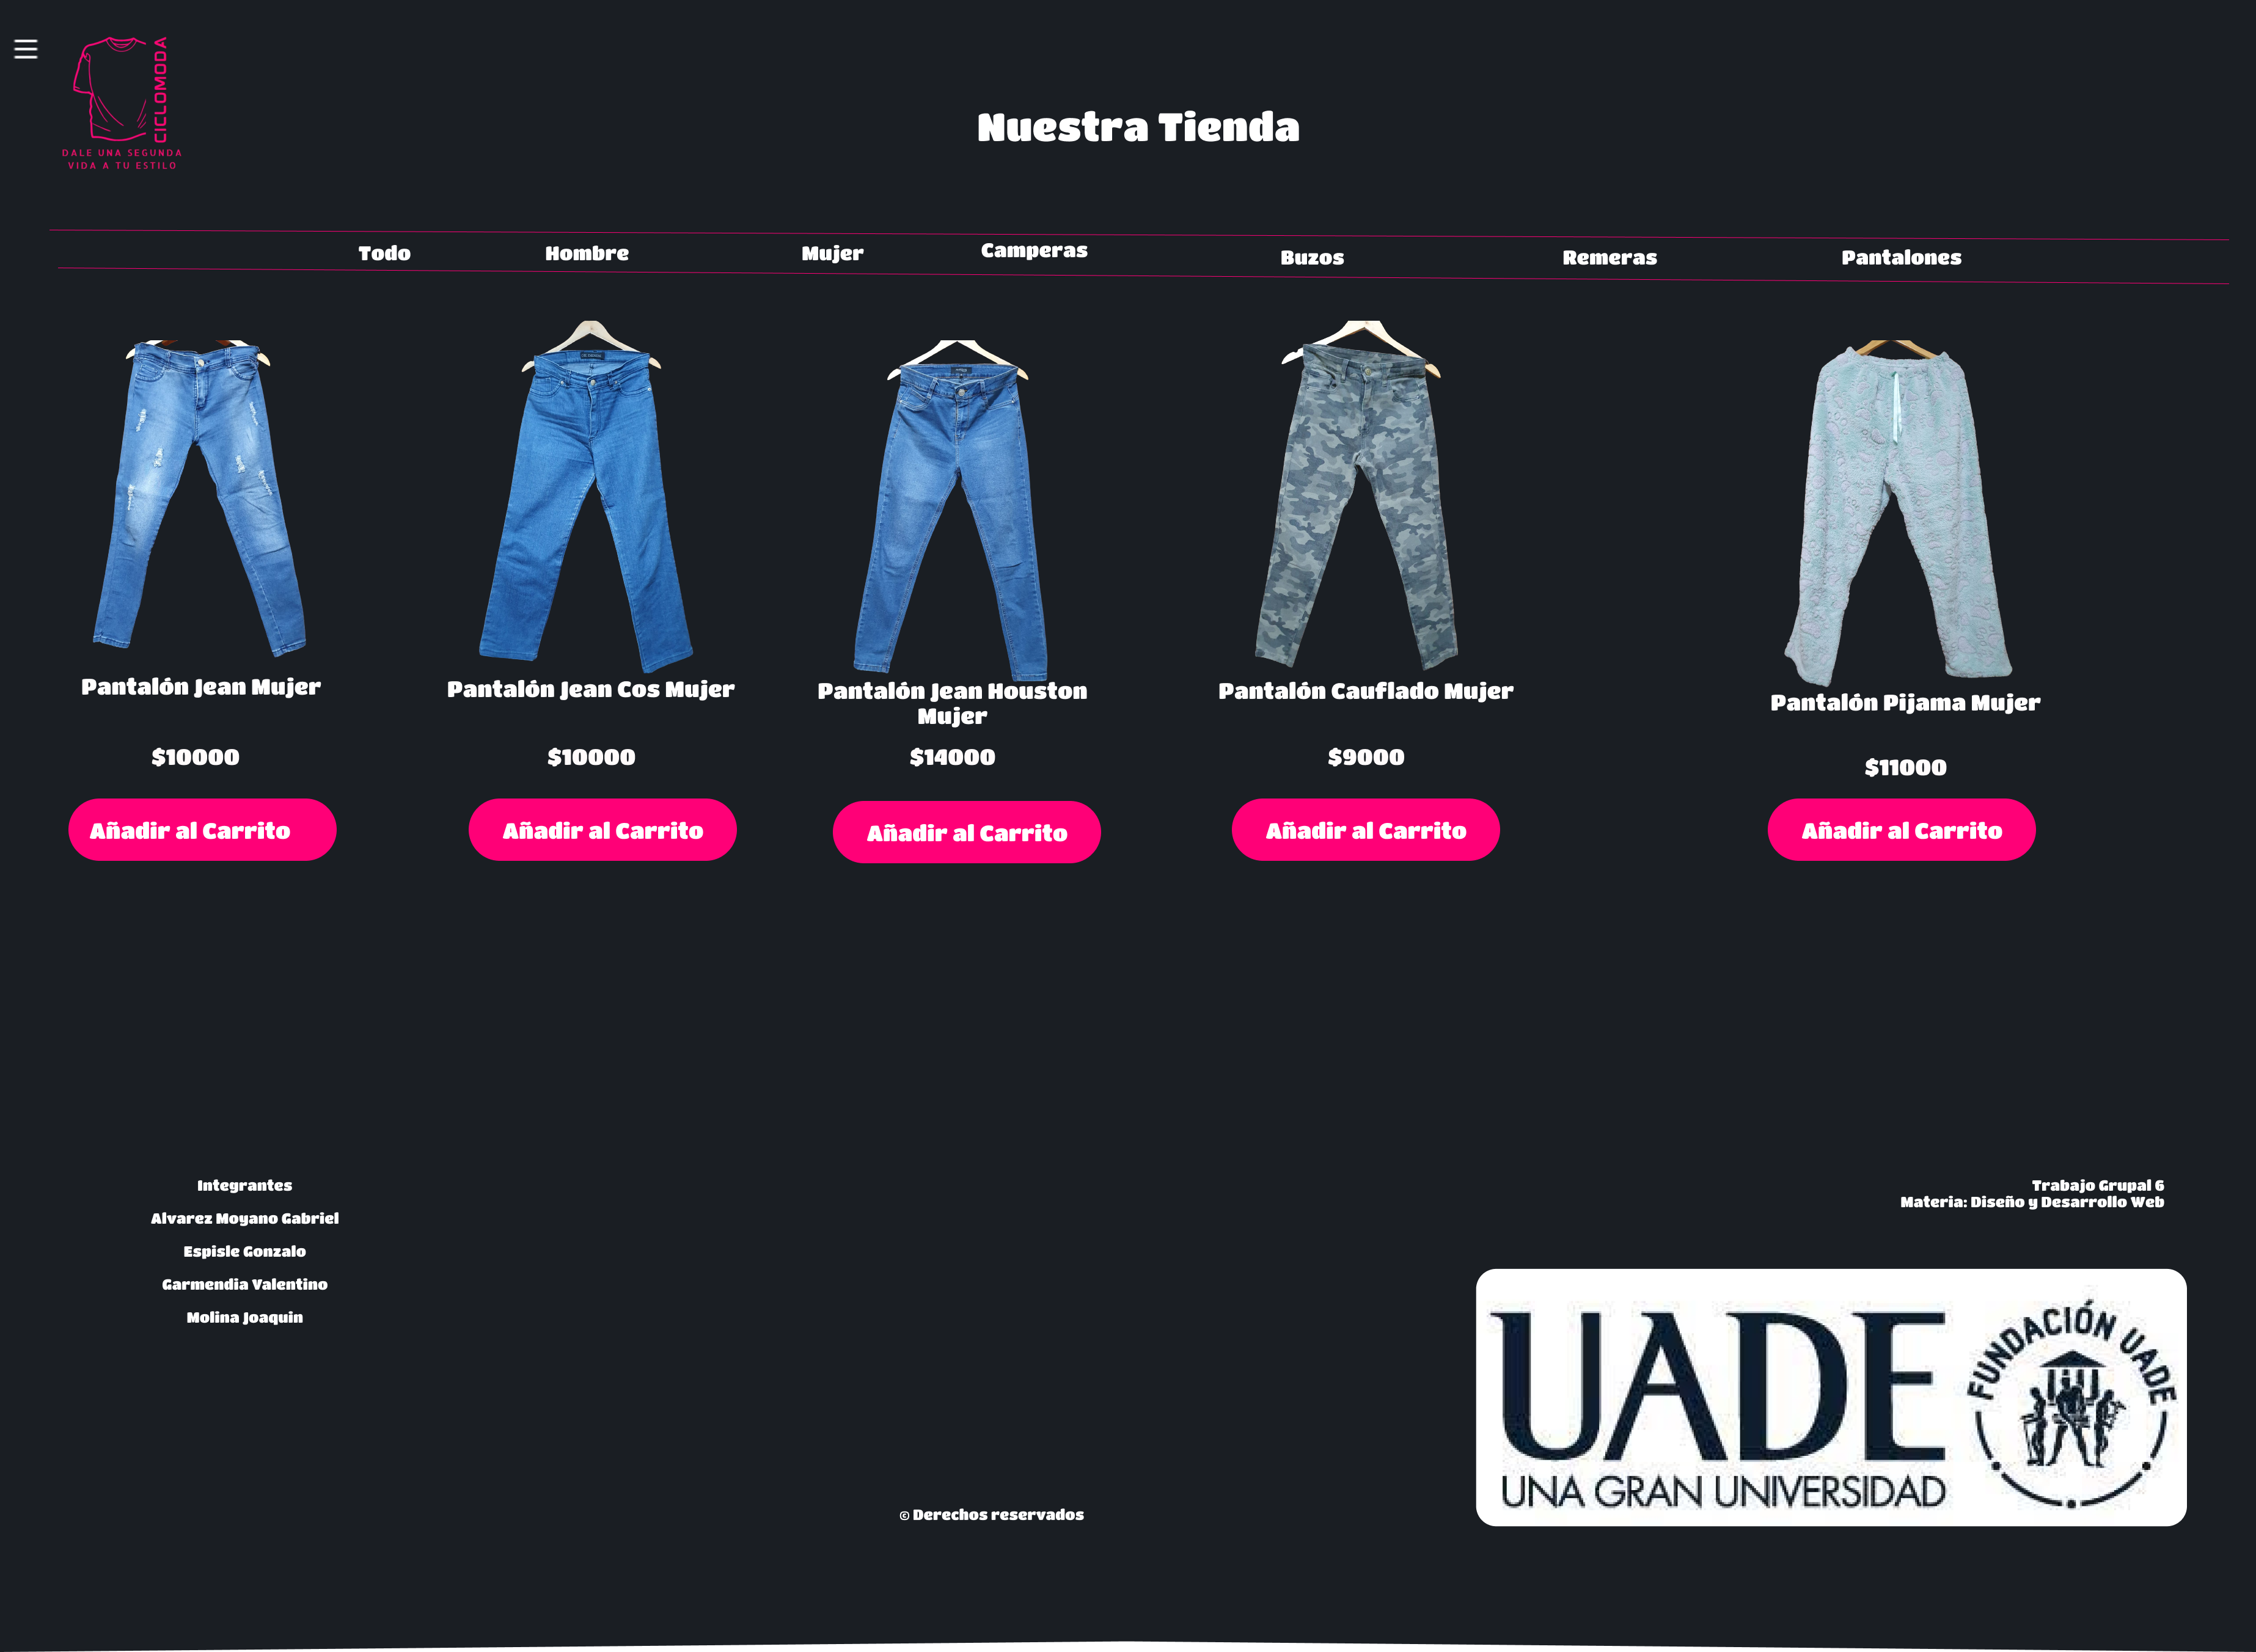 CICLOMODA
DALE UNA SEGUNDA
VIDA A TU ESTILO
Nuestra Tienda
Todo
Hombre
Mujer
Camperas
Buzos
Remeras
Pantalones
Pantalón Jean Mujer
$10000
Añadir al Carrito
Pantalón Jean Cos Mujer
$10000
Añadir al Carrito
Pantalón Jean Houston
Mujer
$14000
Añadir al Carrito
Pantalón Cauflado Mujer
$9000
Añadir al Carrito
Pantalón Pijama Mujer
$11000
Añadir al Carrito
Integrantes
Alvarez Moyano Gabriel
Espisle Gonzalo
Garmendia Valentino
Molina Joaquin
Trabajo Grupal 6
Materia: Diseño y Desarrollo Web
UADE
UNA GRAN UNIVERSIDAD
FUNDACIÓN UADE
© Derechos reservados